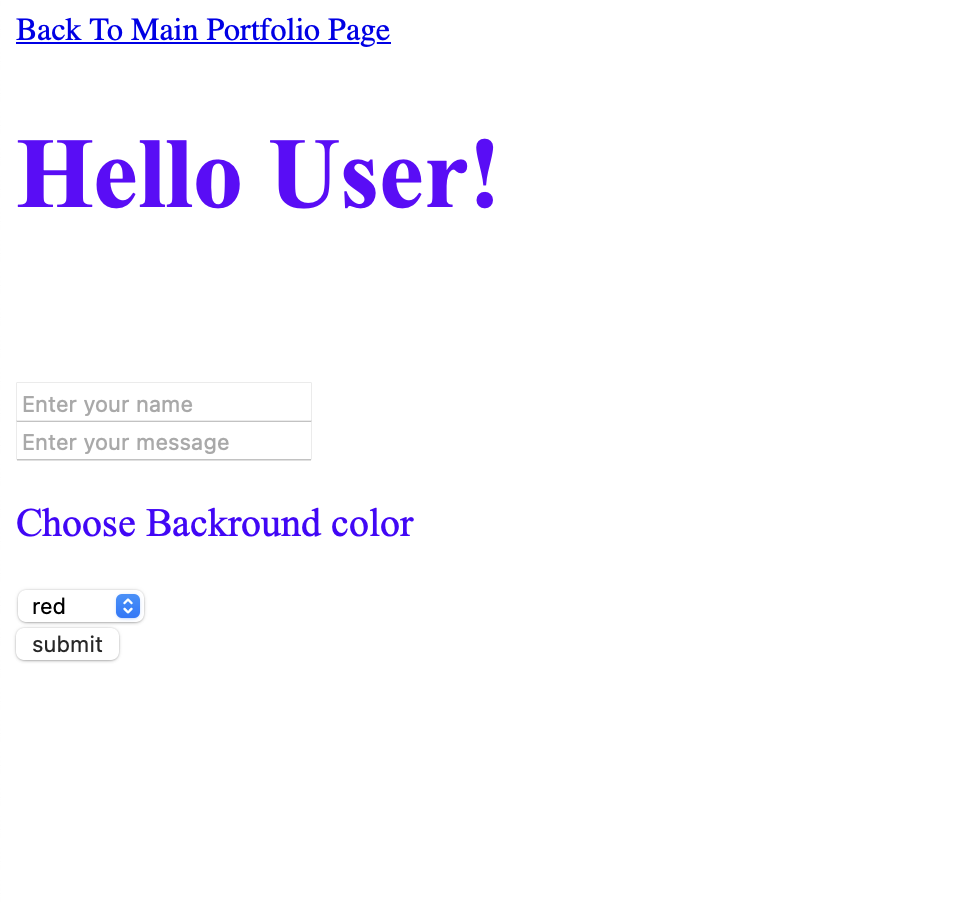 Back To Main Portfolio Page
Hello User!
Enter your name
Enter your message
Choose Backround color
red
submit